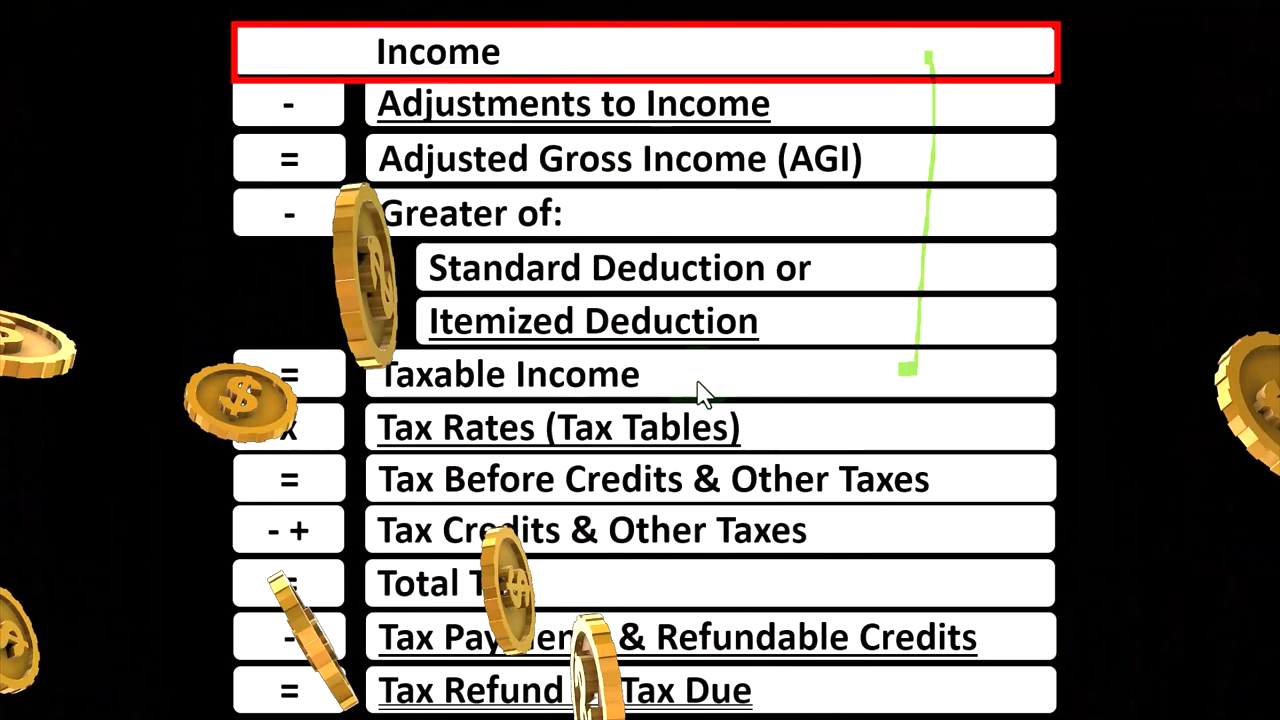 Income
- Adjustments to Income
= Adjusted Gross Income (AGI)
- Greater of:
Standard Deduction or
Itemized Deduction
= Taxable Income
x Tax Rates (Tax Tables)
= Tax Before Credits & Other Taxes
- + Tax Credits & Other Taxes
= Total
- Tax & Refundable Credits
= Tax Refund Tax Due